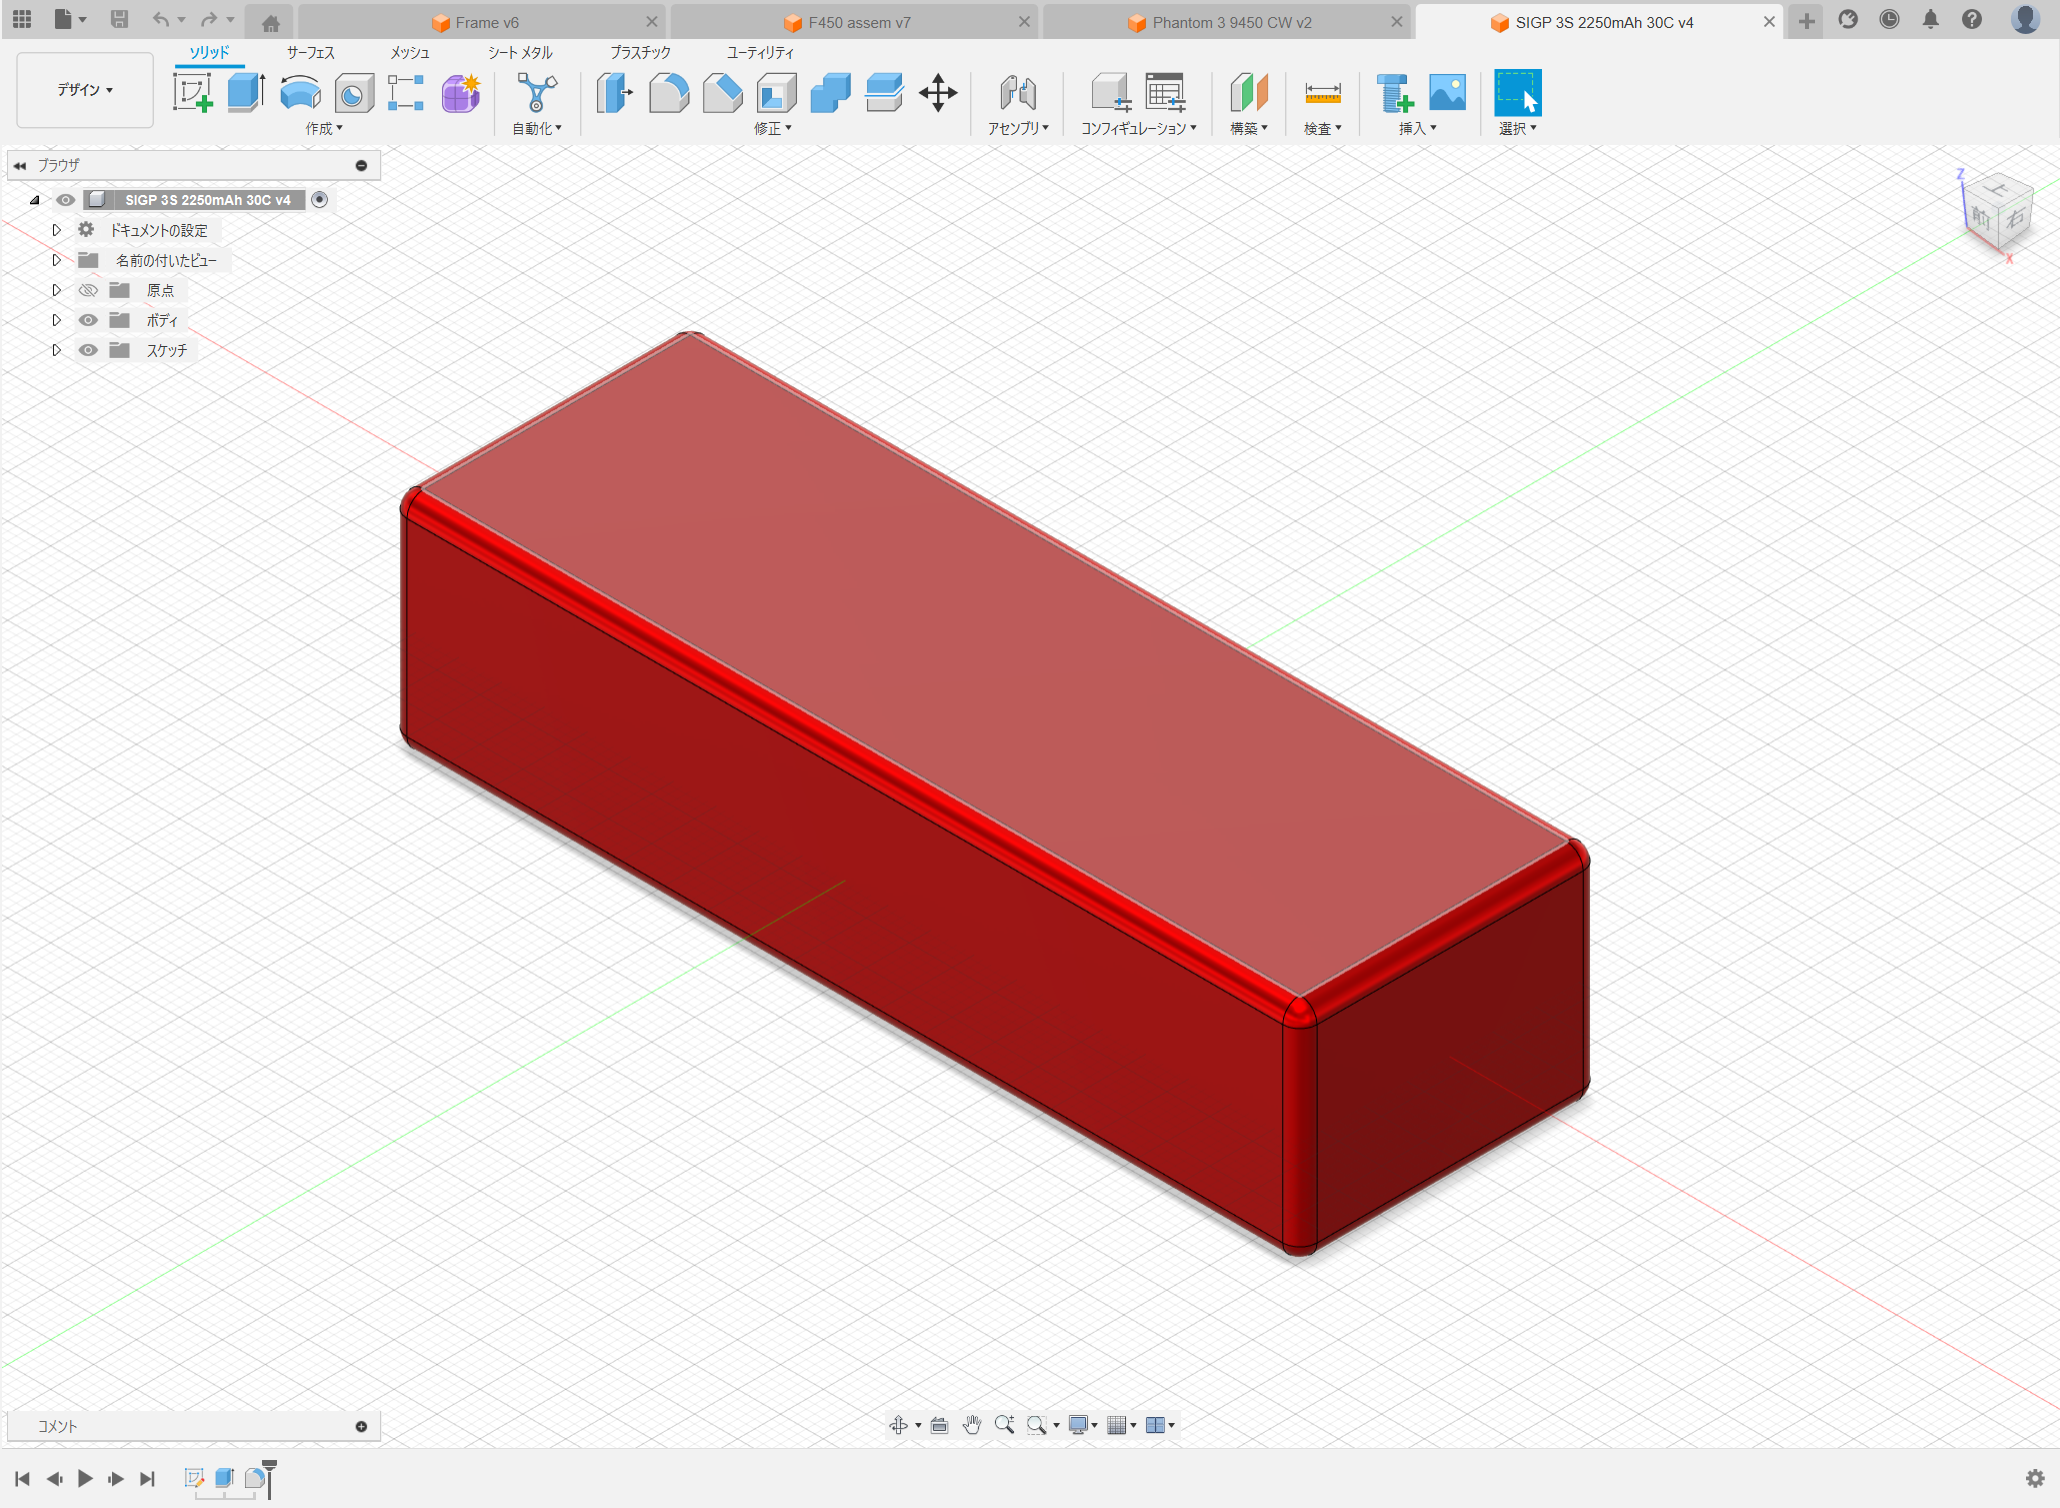 Frame v6
F450 assem v7
Phantom 3 9450 CW v2
SIGP 3S 2250mAh 30C v4
ソリッド
サーフェス
メッシュ
シート メタル
プラスチック
ユーティリティ
デザイン
作成
自動化
修正
アセンブリ
コンフィギュレーション
構築
検査
挿入
選択
ブラウザ
SIGP 3S 2250mAh 30C v4
ドキュメントの設定
名前の付いたビュー
原点
ボディ
スケッチ
Z
上
前
右
X
コメント